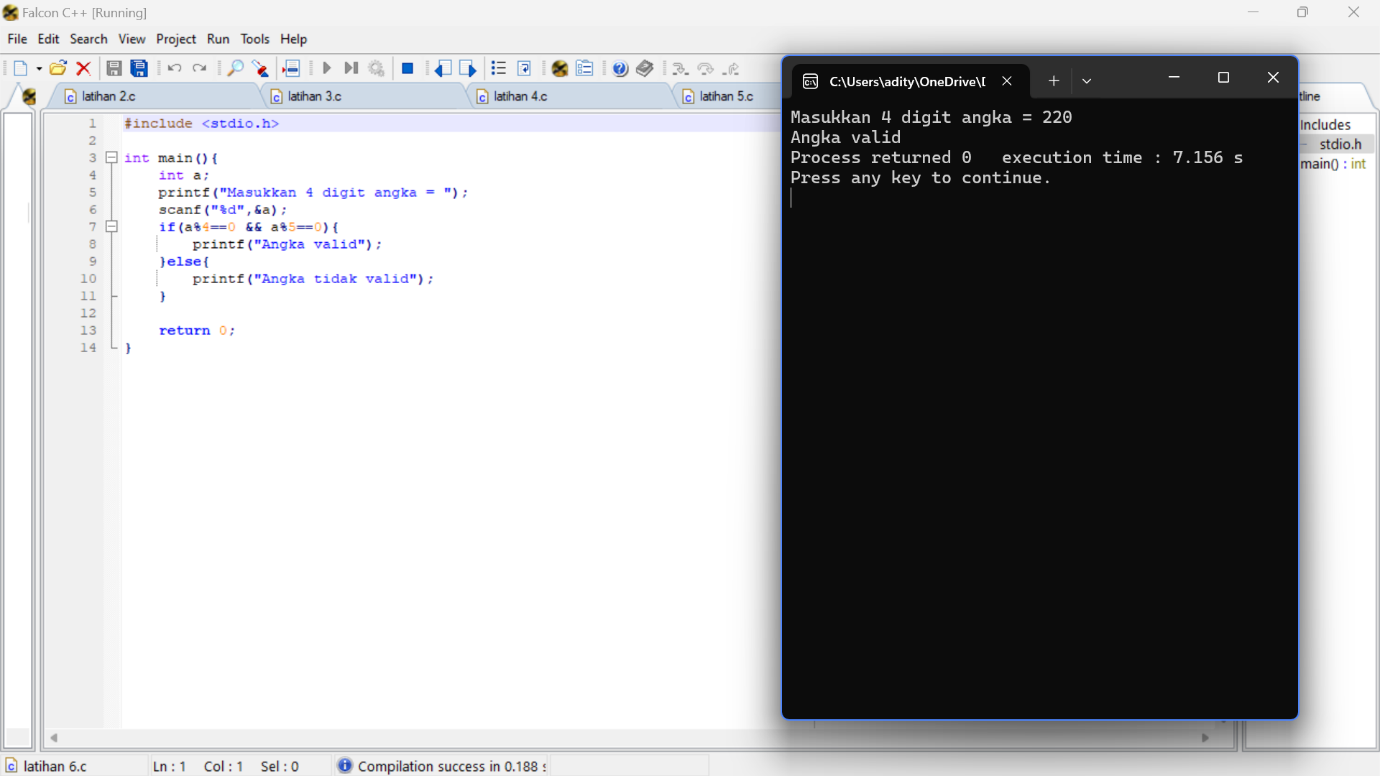 Falcon C++ [Running]
File Edit Search View Project Run Tools Help
latihan 2.c
latihan 3.c
latihan 4.c
latihan 5.c
1 #include <stdio.h>
2
3 int main(){
4 int a;
5 printf("Masukkan 4 digit angka = ");
6 scanf("%d",&a);
7 if(a%4==0 && a%5==0){
8 printf("Angka valid");
9 }else{
10 printf("Angka tidak valid");
11 }
12
13 return 0;
14 }
C:\Users\adity\OneDrive\
Masukkan 4 digit angka = 220
Angka valid
Process returned 0   execution time : 7.156 s
Press any key to continue.
tline
Includes
stdio.h
main() : int
latihan 6.c
Ln : 1 Col : 1 Sel : 0
Compilation success in 0.188 s